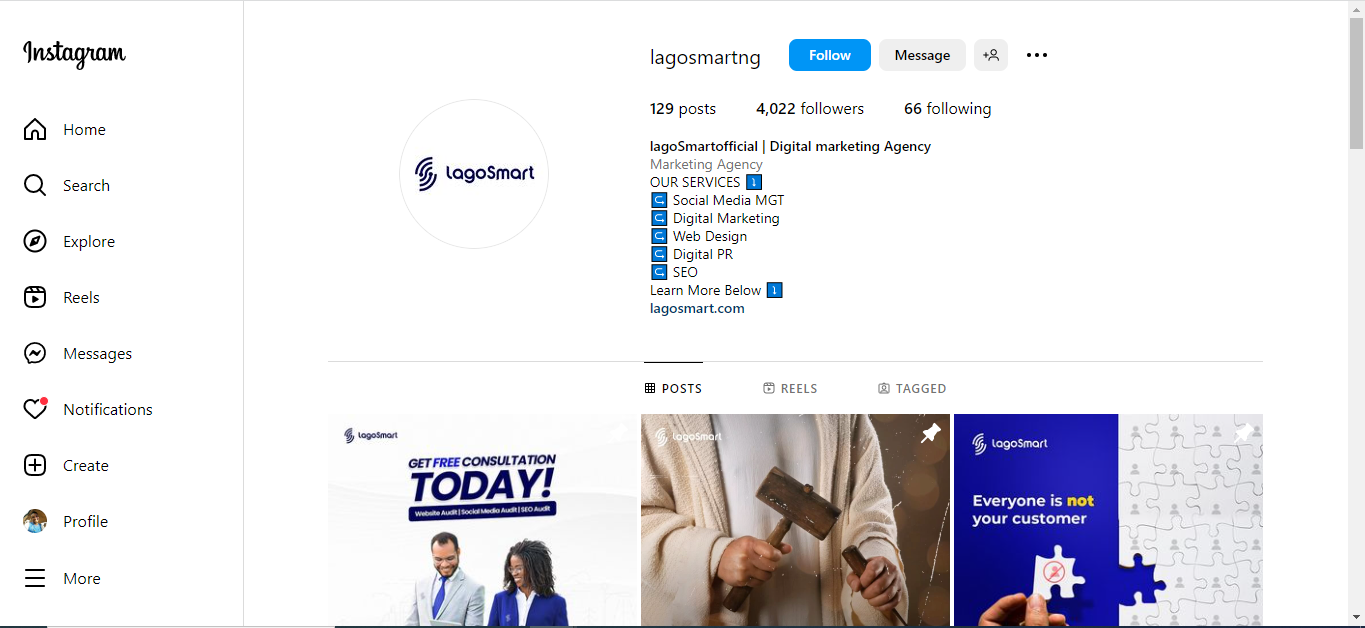 Instagram
Home
Search
Explore
Reels
Messages
Notifications
Create
Profile
More
lagosmartng
Follow
Message
129 posts
4,022 followers
66 following
LagoSmart
lagoSmartofficial | Digital marketing Agency
Marketing Agency
OUR SERVICES ⤵️
↪️ Social Media MGT
↪️ Digital Marketing
↪️ Web Design
↪️ Digital PR
↪️ SEO
Learn More Below ⤵️
lagosmart.com
POSTS
REELS
TAGGED
LagoSmart
GET FREE CONSULTATION
TODAY!
Website Audit | Social Media Audit | SEO Audit
LagoSmart
LagoSmart
Everyone is not
your customer